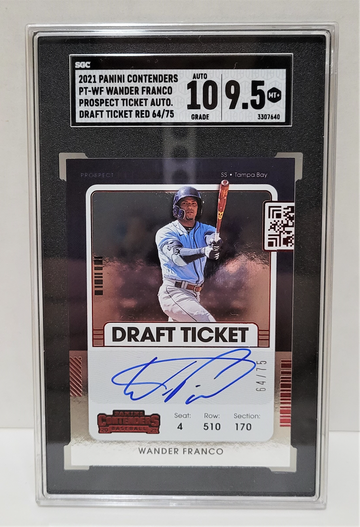 SGC
2021 PANINI CONTENDERS
PT-WF WANDER FRANCO
PROSPECT TICKET AUTO.
DRAFT TICKET RED 64/75
AUTO
10
GRADE
9.5
MT+
3307640
PROSPECT
SS • Tampa Bay
DRAFT TICKET
64/75
Seat: Row: Section:
4 510 170
PANINI
CONTENDERS
BASEBALL
WANDER FRANCO